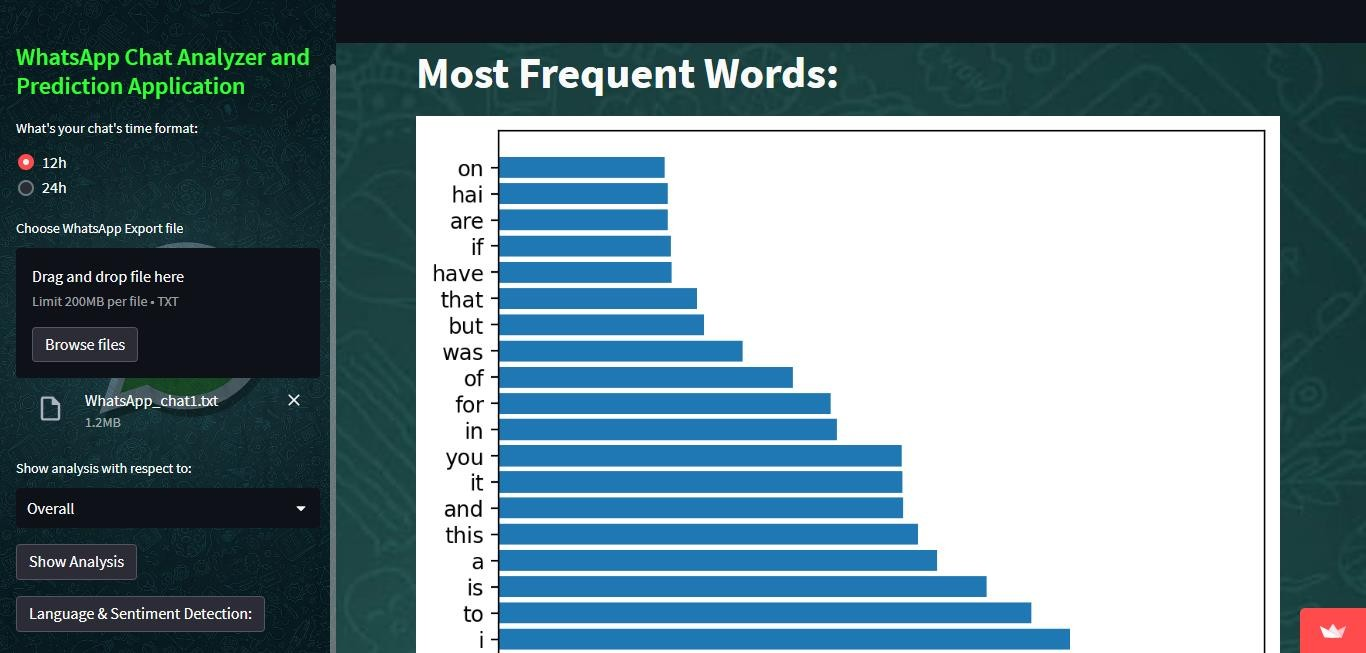 WhatsApp Chat Analyzer and
Prediction Application
What's your chat's time format:
12h
24h
Choose WhatsApp Export file
Drag and drop file here
Limit 200MB per file • TXT
Browse files
WhatsApp_chat1.txt
1.2MB
Show analysis with respect to:
Overall
Show Analysis
Language & Sentiment Detection:
Most Frequent Words:
on
hai
are
if
have
that
but
was
of
for
in
you
it
and
this
a
is
to
i